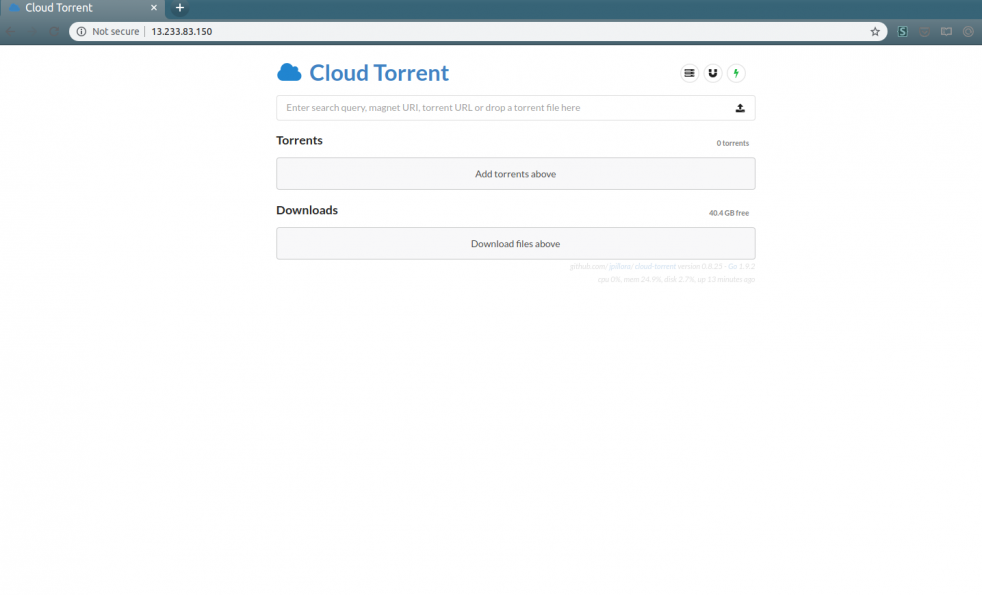 Cloud Torrent
Not secure | 13.233.83.150
Cloud Torrent
Enter search query, magnet URI, torrent URL or drop a torrent file here
Torrents
0 torrents
Add torrents above
Downloads
40.4 GB free
Download files above
github.com/ jpillora/ cloud-torrent version 0.8.25 - Go 1.9.2
cpu 0%, mem 24.9%, disk 2.7%, up 13 minutes ago